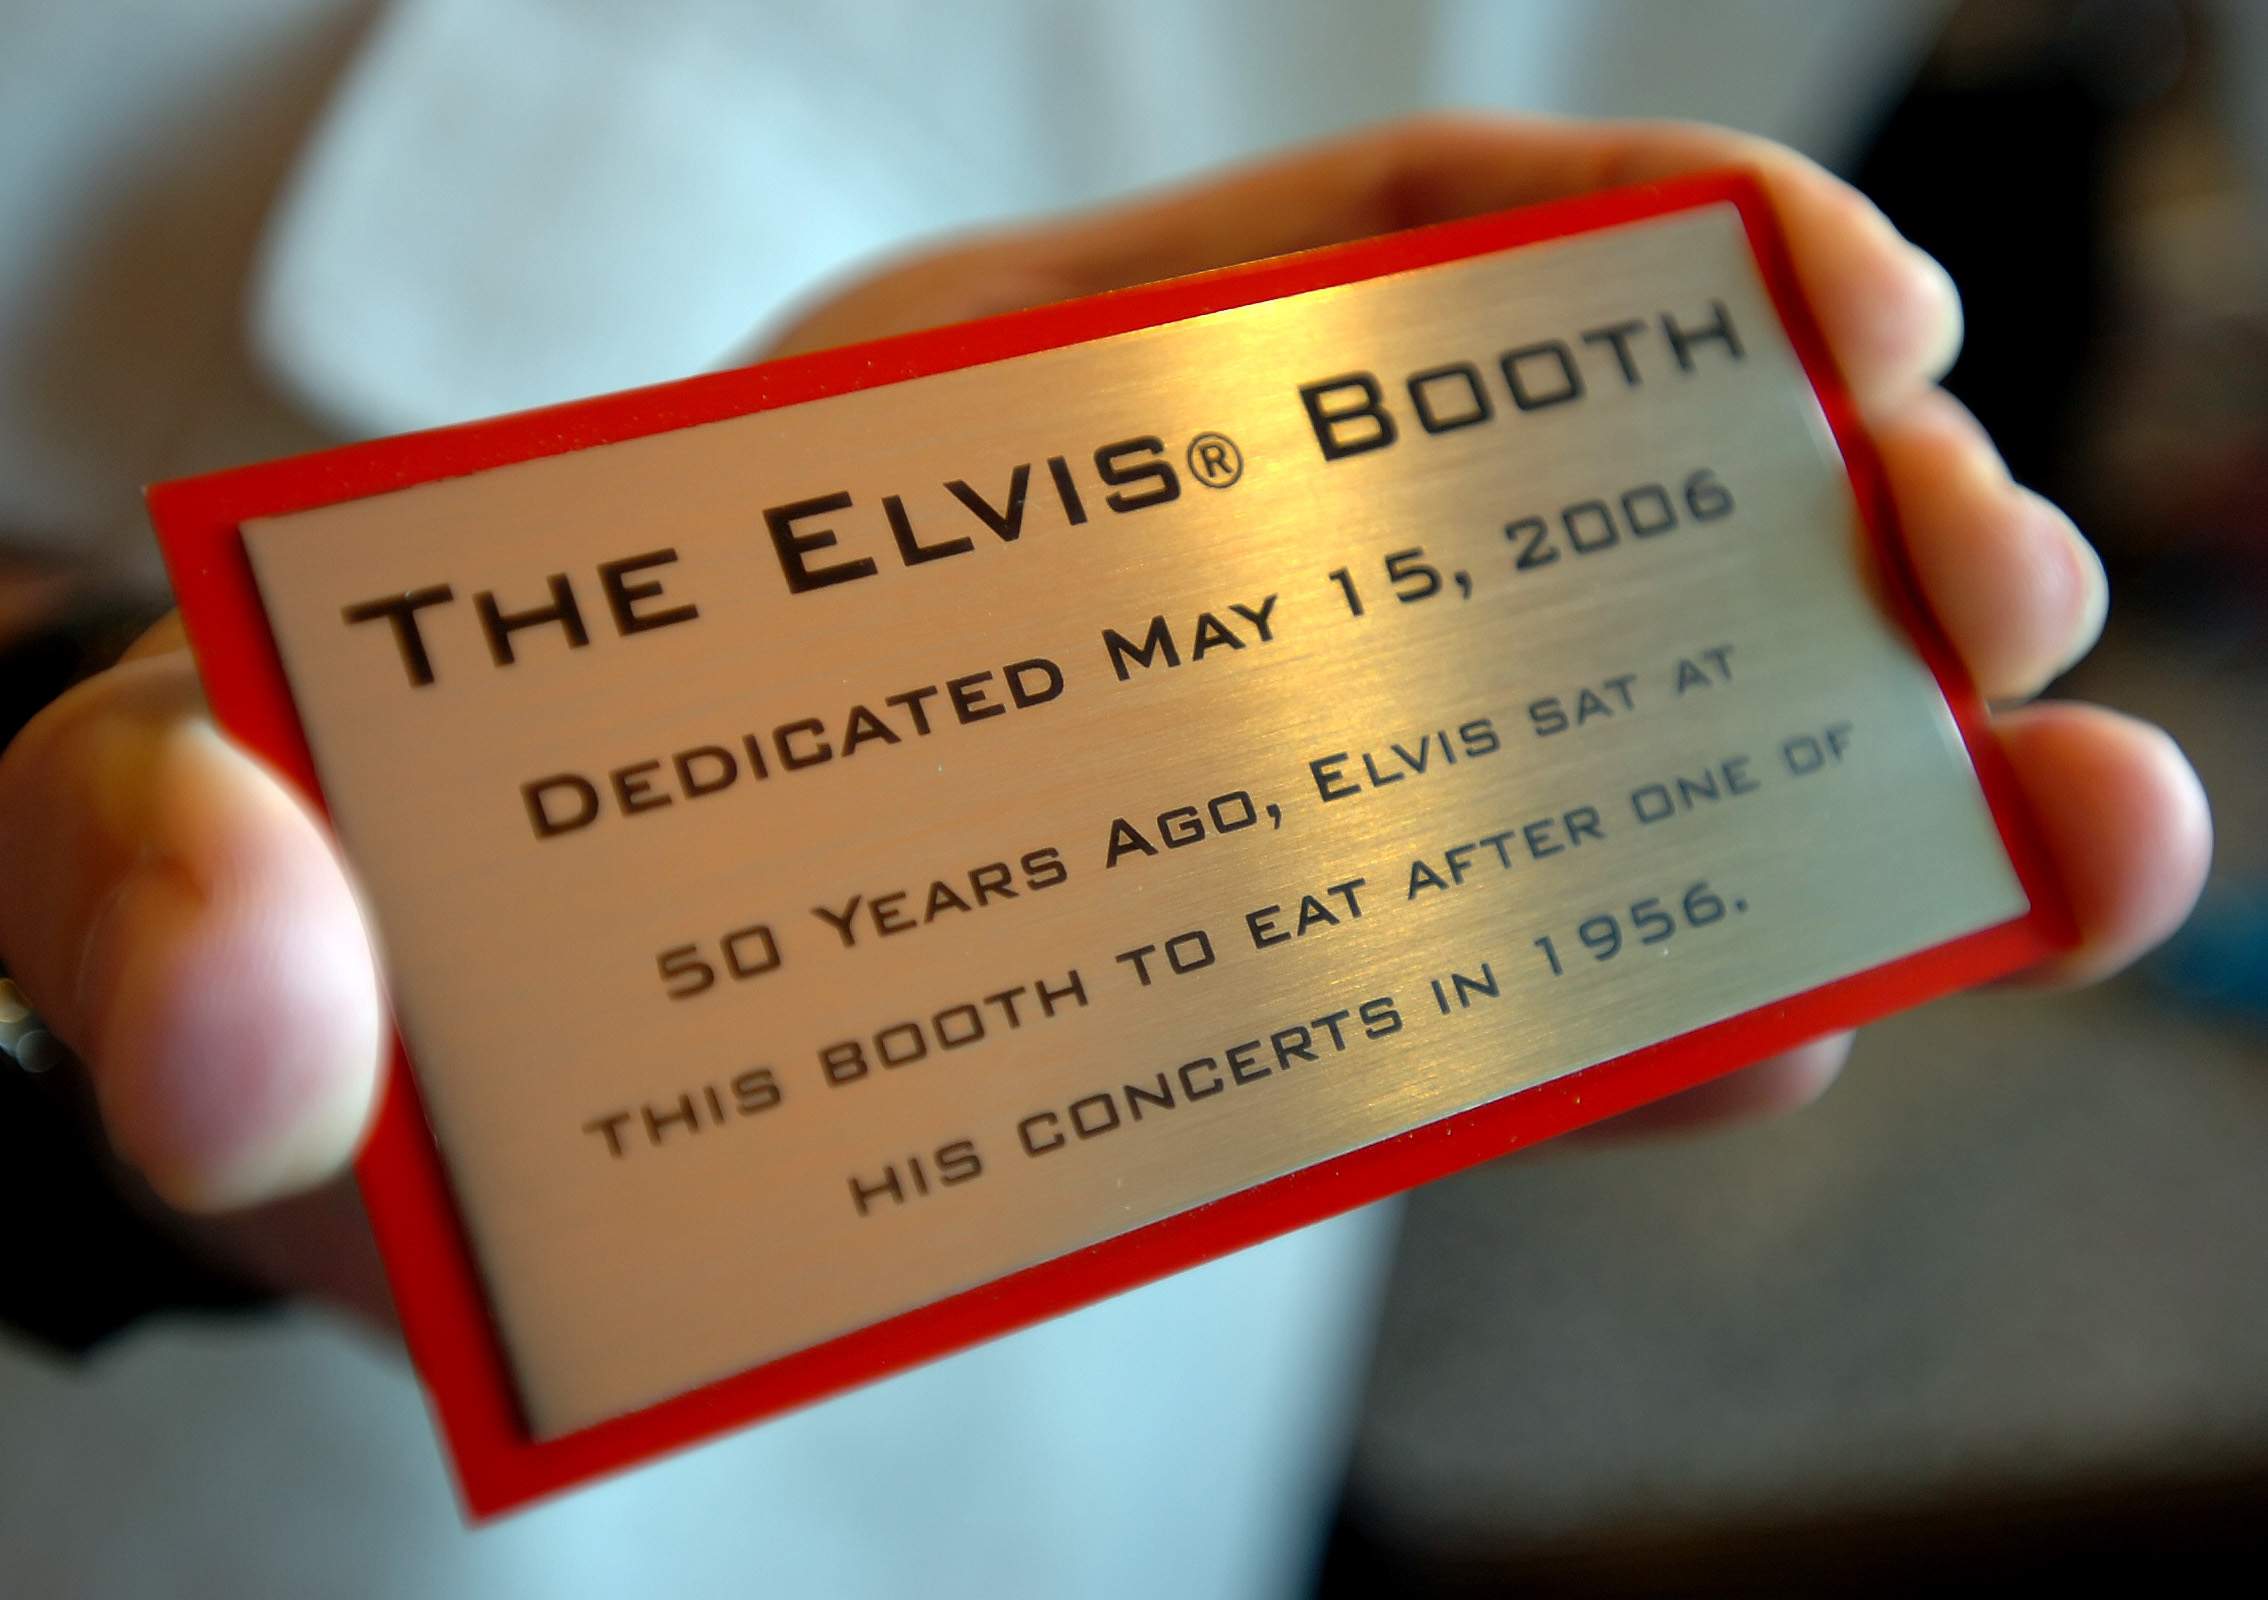 The Elvis® Booth
Dedicated May 15, 2006
50 Years Ago, Elvis sat at
this booth to eat after one of
his concerts in 1956.